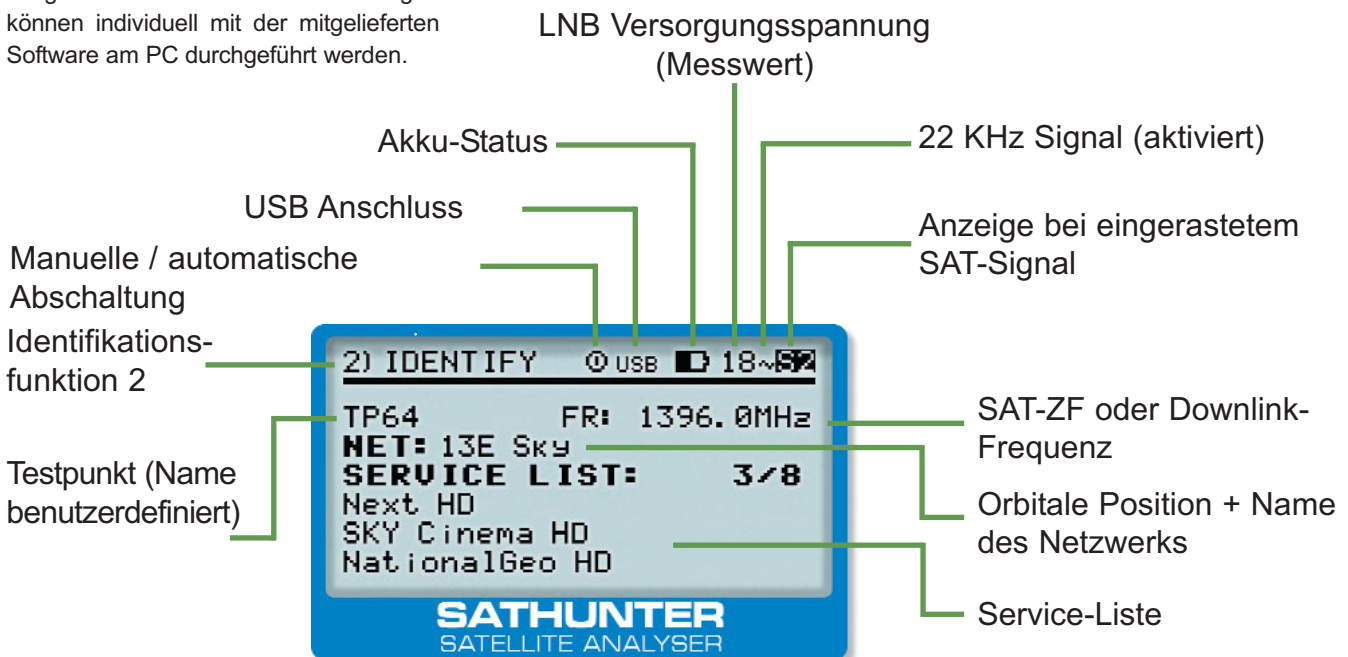 können individuell mit der mitgelieferten
Software am PC durchgeführt werden.
LNB Versorgungsspannung
(Messwert)
Akku-Status
22 KHz Signal (aktiviert)
USB Anschluss
Anzeige bei eingerastetem
SAT-Signal
Manuelle / automatische
Abschaltung
Identifikations-
funktion 2
2) IDENTIFY USB 18~S2
TP64 FR: 1396.0MHz
NET: 13E Sky
SERVICE LIST: 3/8
Next HD
SKY Cinema HD
NationalGeo HD
SAT-ZF oder Downlink-
Frequenz
Testpunkt (Name
benutzerdefiniert)
Orbitale Position + Name
des Netzwerks
Service-Liste
SATHUNTER
SATELLITE ANALYSER